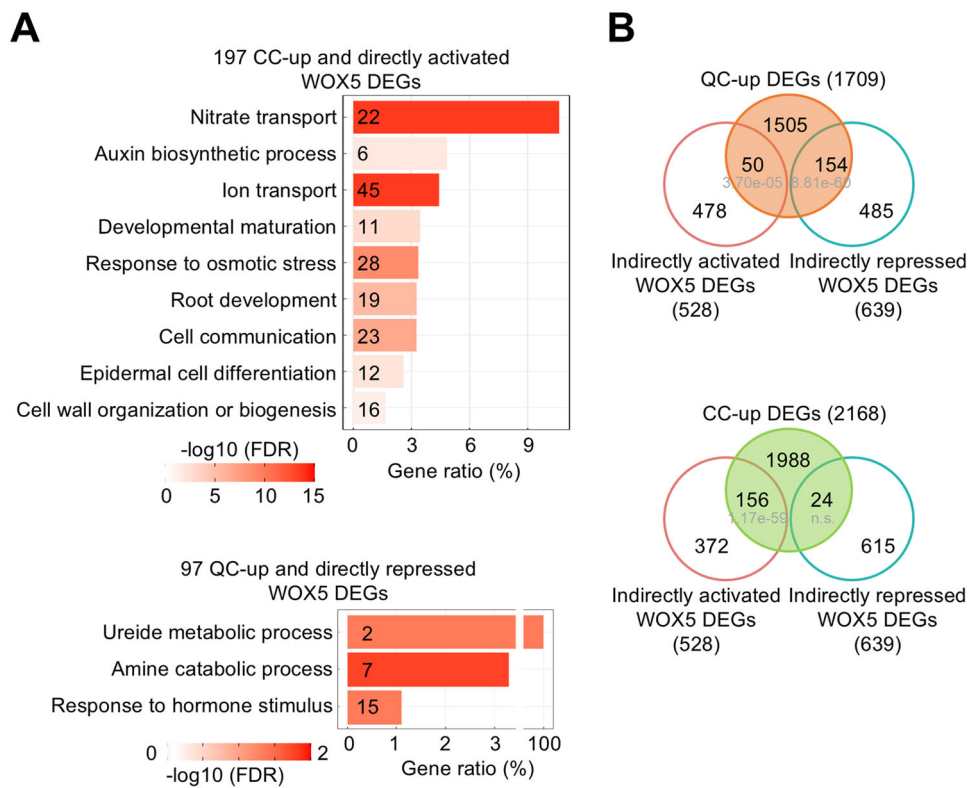 A
197 CC-up and directly activated
WOX5 DEGs
Nitrate transport 22
Auxin biosynthetic process 6
Ion transport 45
Developmental maturation 11
Response to osmotic stress 28
Root development 19
Cell communication 23
Epidermal cell differentiation 12
Cell wall organization or biogenesis 16
0 3 6 9
Gene ratio (%)
-log10 (FDR)
0 5 10 15
97 QC-up and directly repressed
WOX5 DEGs
Ureide metabolic process 2
Amine catabolic process 7
Response to hormone stimulus 15
0 1 2 3 100
Gene ratio (%)
0 2
-log10 (FDR)
B
QC-up DEGs (1709)
1505
50 154
3.70e-05 8.81e-60
478 485
Indirectly activated Indirectly repressed
WOX5 DEGs WOX5 DEGs
(528) (639)
CC-up DEGs (2168)
1988
156 24
1.17e-59 n.s.
372 615
Indirectly activated Indirectly repressed
WOX5 DEGs WOX5 DEGs
(528) (639)